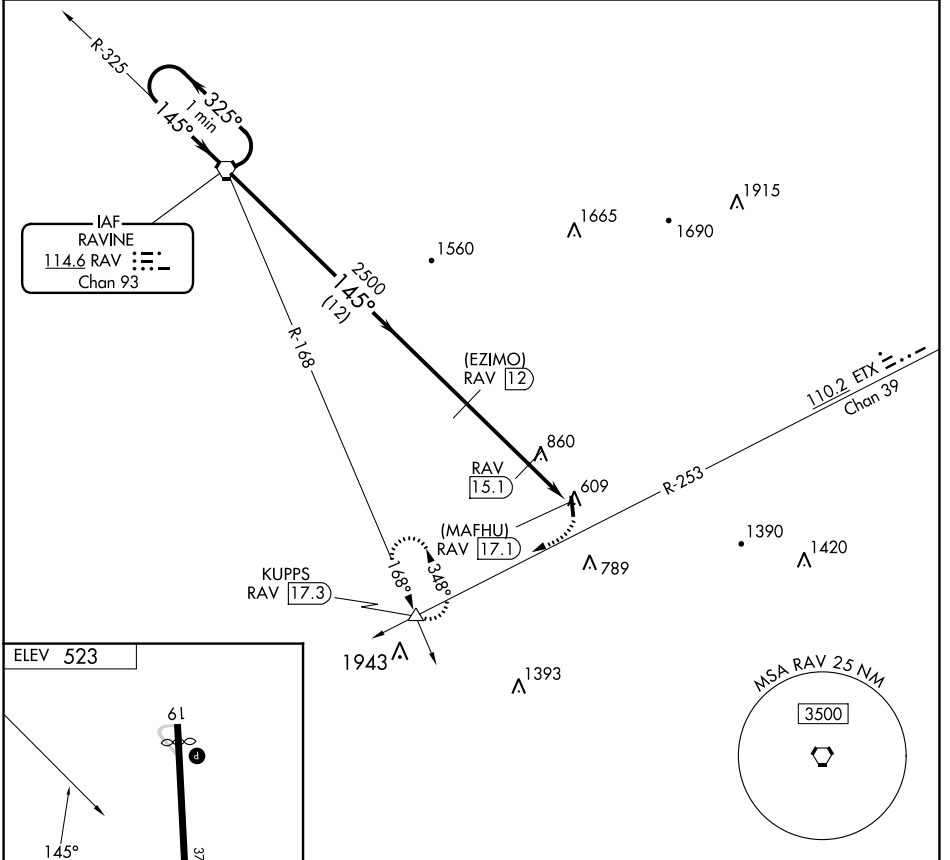 R-325
325°
1 min
145°
IAF
RAVINE
114.6 RAV
Chan 93
1915
1665
1690
1560
2500
145°
(12)
R-168
(EZIMO)
RAV 12
110.2 ETX
Chan 39
860
RAV
15.1
609
R-253
(MAFHU)
RAV 17.1
1390
1420
789
KUPPS
RAV 17.3
168°
348°
1943
1393
MSA RAV 25 NM
3500
ELEV 523
19
P
145°
37